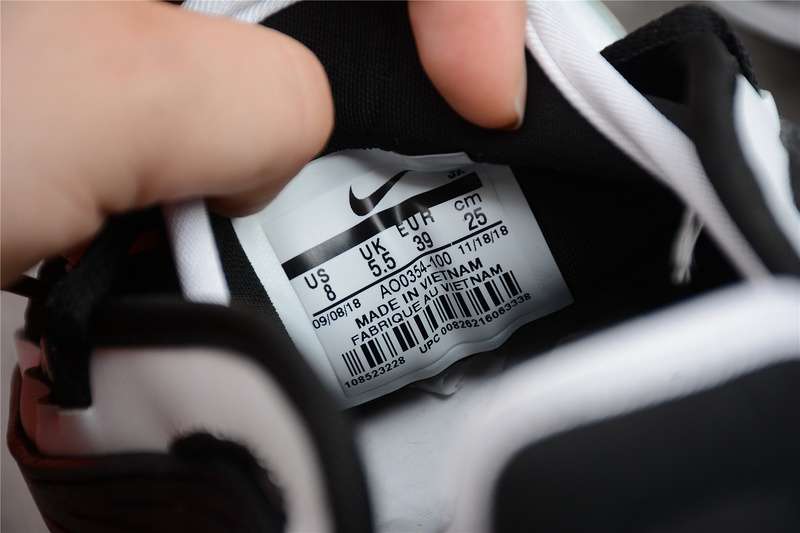 US UK EUR cm
8 5.5 39 25
09/08/18 AO0354-100 11/18/18
MADE IN VIETNAM
FABRIQUE AU VIETNAM
108523228 UPC 00826216063338